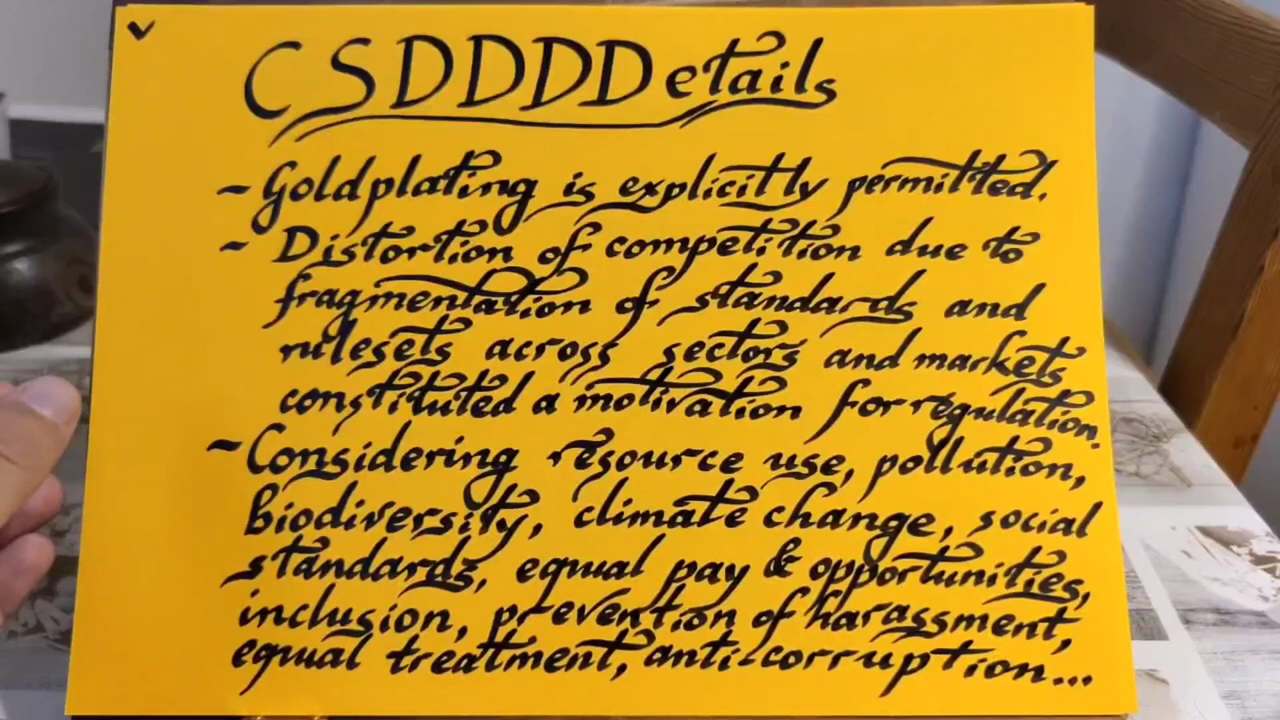 CSDDDDetails
~ Goldplating is explicitly permitted.
~ Distortion of competition due to
fragmentation of standards and
rulesets across sectors and markets
constituted a motivation for regulation.
~ Considering resource use, pollution,
biodiversity, climate change, social
standards, equal pay & opportunities,
inclusion, prevention of harassment,
equal treatment, anti-corruption...